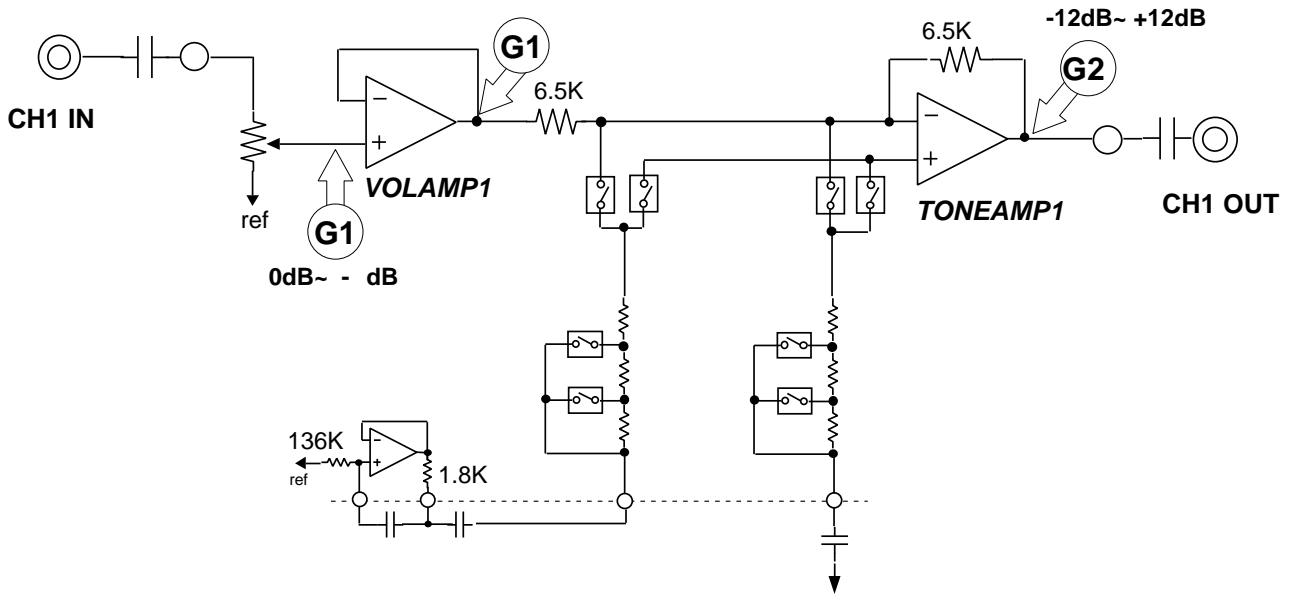 -12dB~ +12dB
6.5K
G1
G2
6.5K
CH1 IN
−
+
−
+
VOLAMP1
TONEAMP1
CH1 OUT
ref
G1
0dB~ - dB
136K
−
+
1.8K
ref